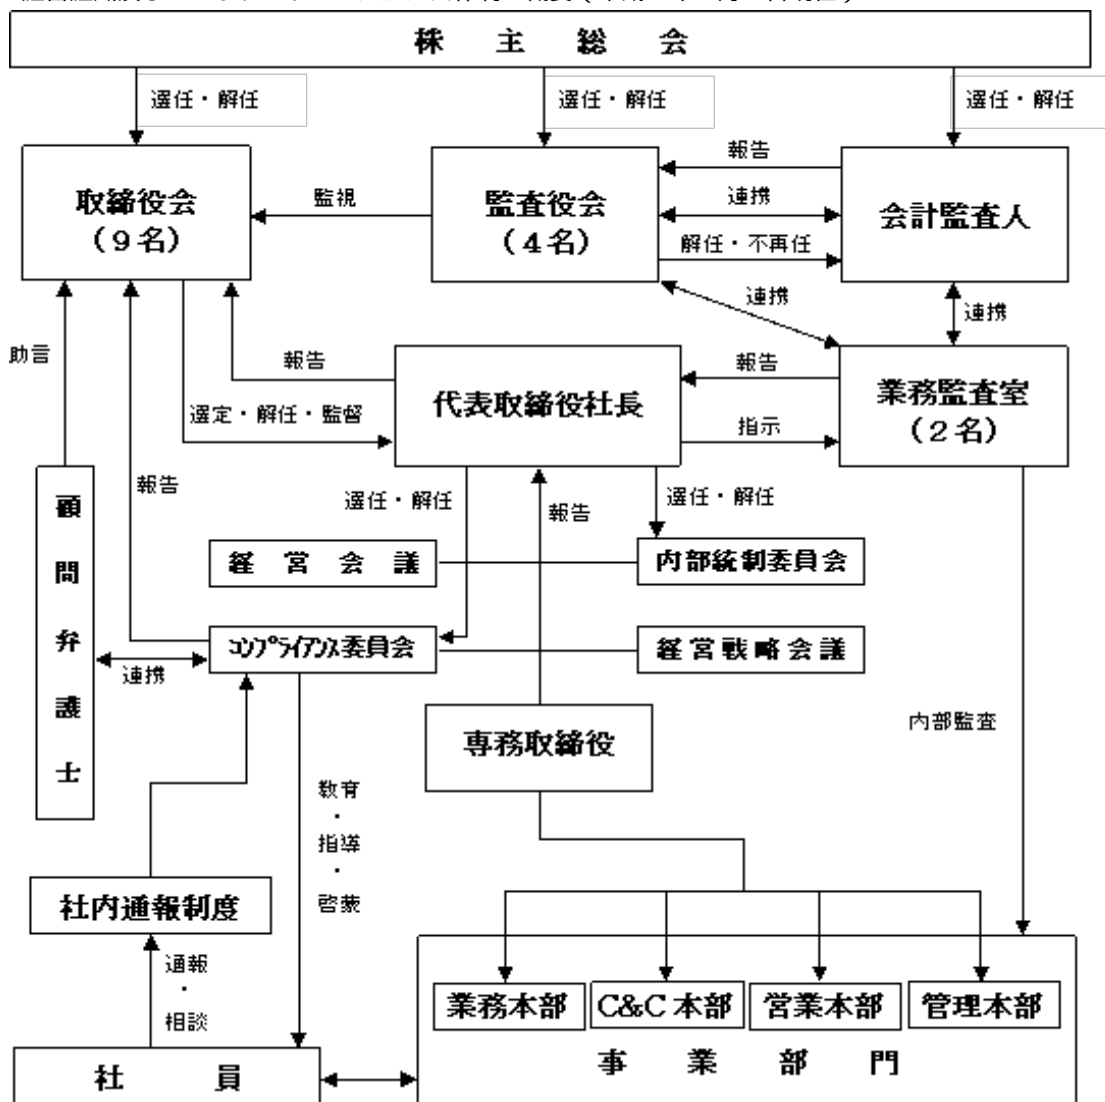 株主総会
選任・解任
選任・解任
選任・解任
取締役会
(9名)
監視
監査役会
(4名)
報告
連携
解任・不再任
会計監査人
連携
連携
助言
報告
代表取締役社長
報告
業務監査室
(2名)
選定・解任・監督
指示
顧問弁護士
報告
選任・解任
報告
選任・解任
経営会議
内部統制委員会
コンプライアンス委員会
経営戦略会議
連携
専務取締役
内部監査
教育
・
指導
・
啓蒙
社内通報制度
通報
・
相談
業務本部
C&C本部
営業本部
管理本部
事業部門
社員